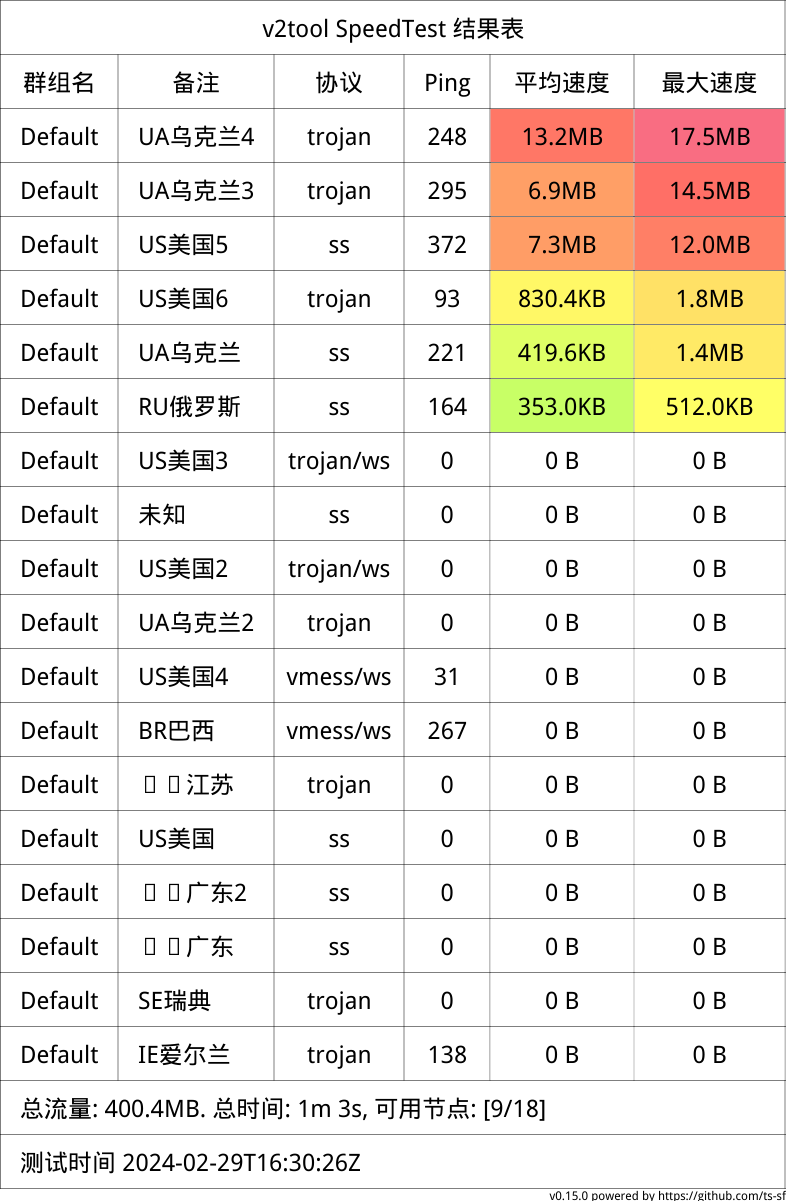 v2tool SpeedTest 结果表
群组名 备注 协议 Ping 平均速度 最大速度
Default UA乌克兰4 trojan 248 13.2MB 17.5MB
Default UA乌克兰3 trojan 295 6.9MB 14.5MB
Default US美国5 ss 372 7.3MB 12.0MB
Default US美国6 trojan 93 830.4KB 1.8MB
Default UA乌克兰 ss 221 419.6KB 1.4MB
Default RU俄罗斯 ss 164 353.0KB 512.0KB
Default US美国3 trojan/ws 0 0 B 0 B
Default 未知 ss 0 0 B 0 B
Default US美国2 trojan/ws 0 0 B 0 B
Default UA乌克兰2 trojan 0 0 B 0 B
Default US美国4 vmess/ws 31 0 B 0 B
Default BR巴西 vmess/ws 267 0 B 0 B
Default 江苏 trojan 0 0 B 0 B
Default US美国 ss 0 0 B 0 B
Default 广东2 ss 0 0 B 0 B
Default 广东 ss 0 0 B 0 B
Default SE瑞典 trojan 0 0 B 0 B
Default IE爱尔兰 trojan 138 0 B 0 B
总流量: 400.4MB. 总时间: 1m 3s, 可用节点: [9/18]
测试时间 2024-02-29T16:30:26Z
v0.15.0 powered by https://github.com/ts-sf